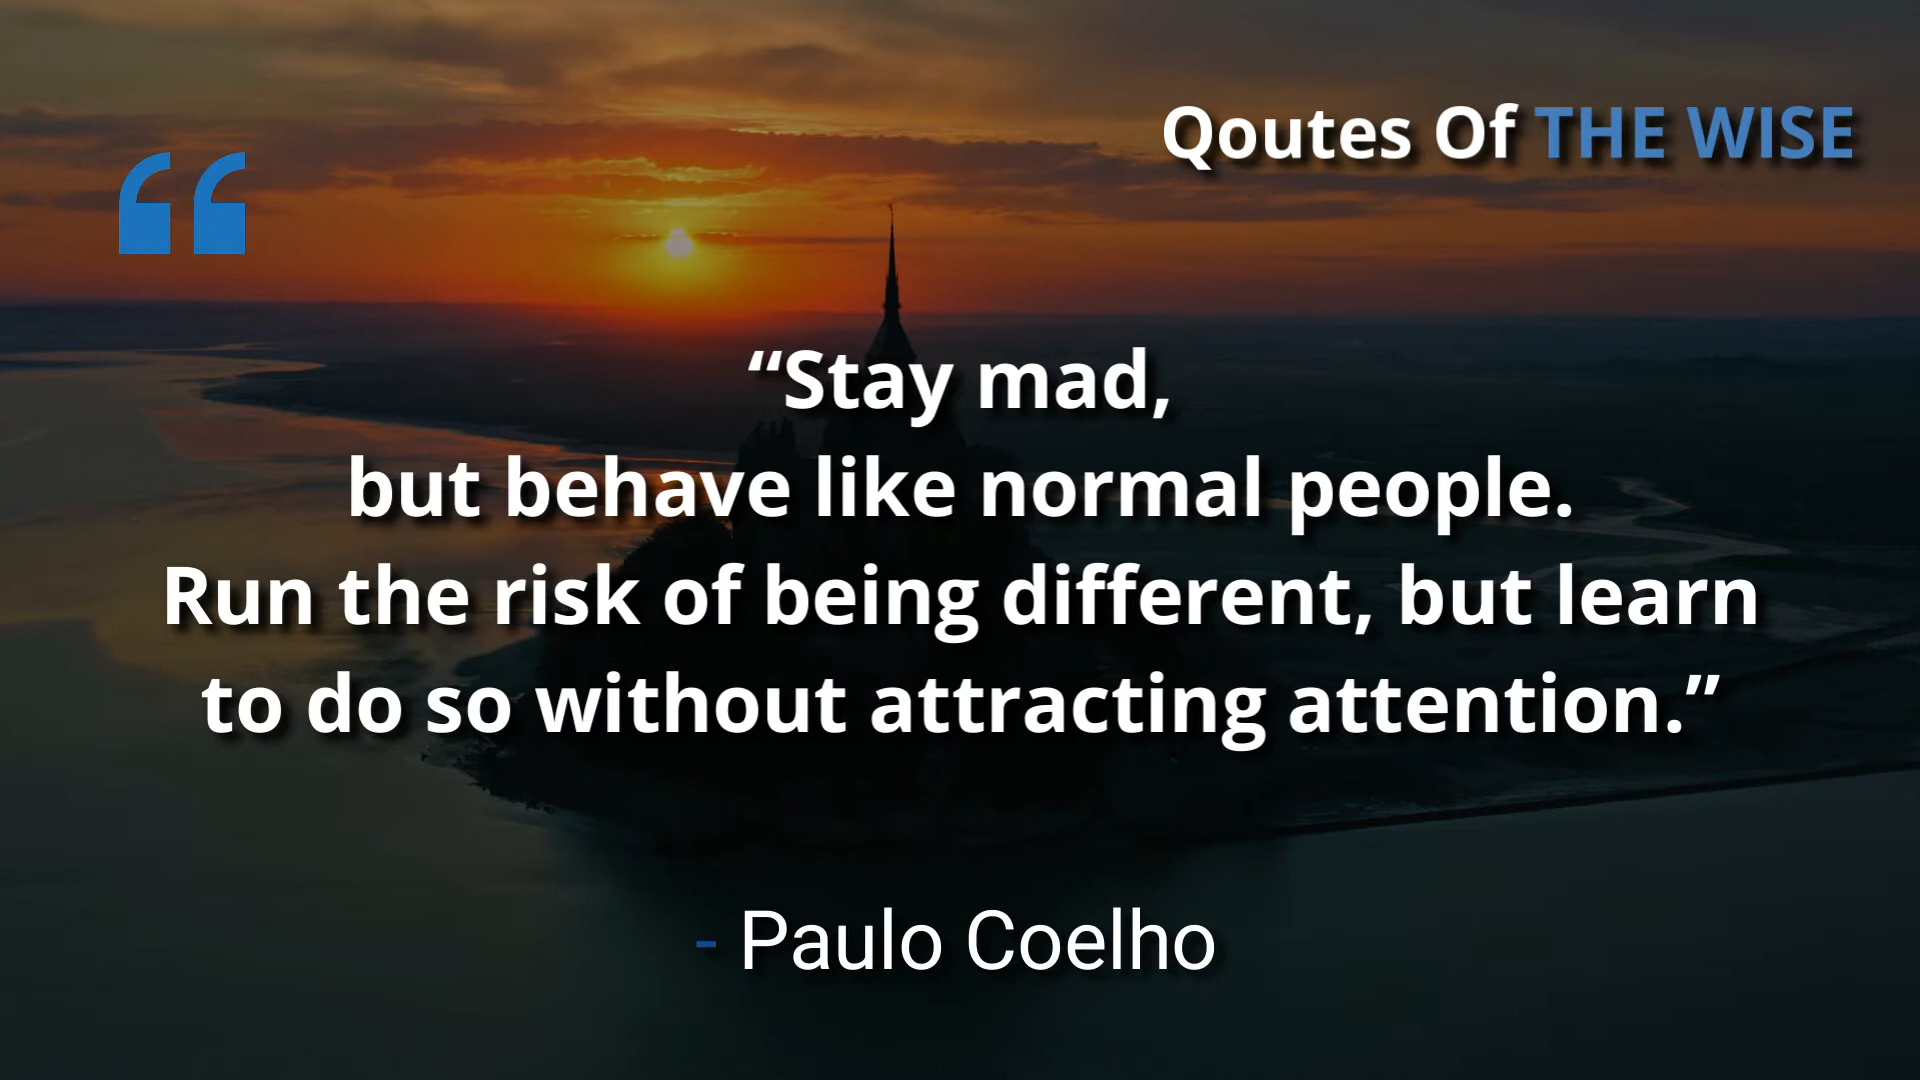 Qoutes Of THE WISE
“Stay mad,
but behave like normal people.
Run the risk of being different, but learn
to do so without attracting attention.”
- Paulo Coelho